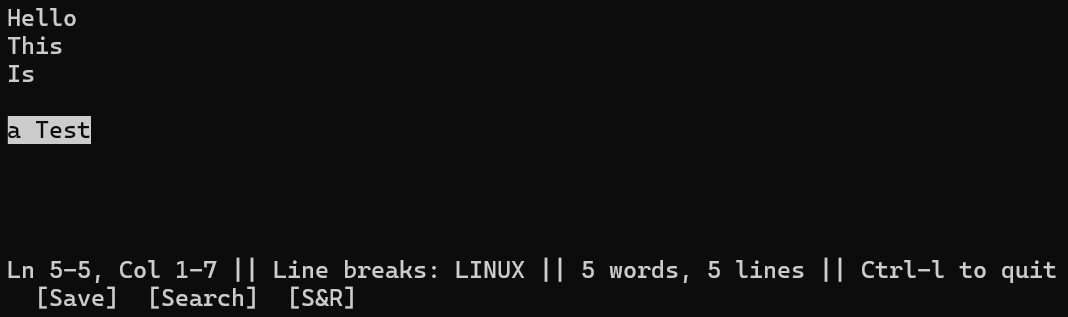 Hello
This
Is
a Test
Ln 5-5, Col 1-7 || Line breaks: LINUX || 5 words, 5 lines || Ctrl-l to quit
[Save]  [Search]  [S&R]